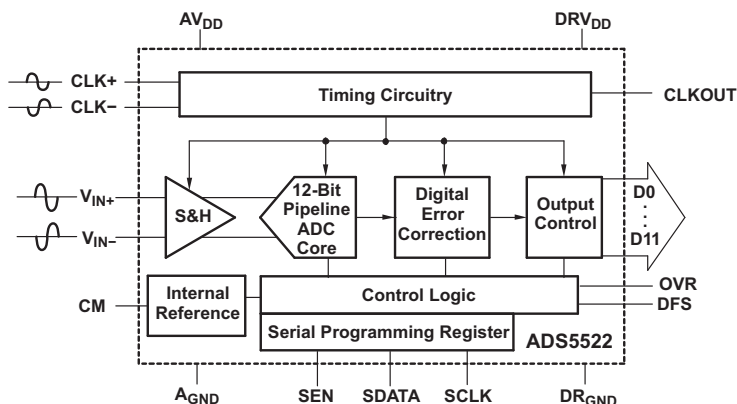 AVDD
DRVDD
CLK+
CLK−
Timing Circuitry
CLKOUT
VIN+
VIN−
S&H
12-Bit
Pipeline
ADC
Core
Digital
Error
Correction
Output
Control
D0
D11
CM
Internal
Reference
Control Logic
OVR
DFS
Serial Programming Register
ADS5522
AGND
SEN
SDATA
SCLK
DRGND